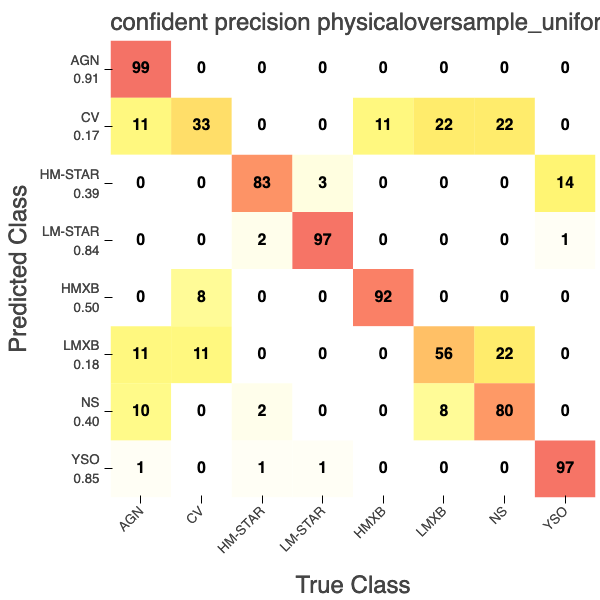 confident precision physicaloversample_unifor
AGN
0.91
99 0 0 0 0 0 0 0
CV
0.17
11 33 0 0 11 22 22 0
HM-STAR
0.39
0 0 83 3 0 0 0 14
LM-STAR
0.84
0 0 2 97 0 0 0 1
HMXB
0.50
0 8 0 0 92 0 0 0
LMXB
0.18
11 11 0 0 0 56 22 0
NS
0.40
10 0 2 0 0 8 80 0
YSO
0.85
1 0 1 1 0 0 0 97
Predicted Class
AGN CV HM-STAR LM-STAR HMXB LMXB NS YSO
True Class